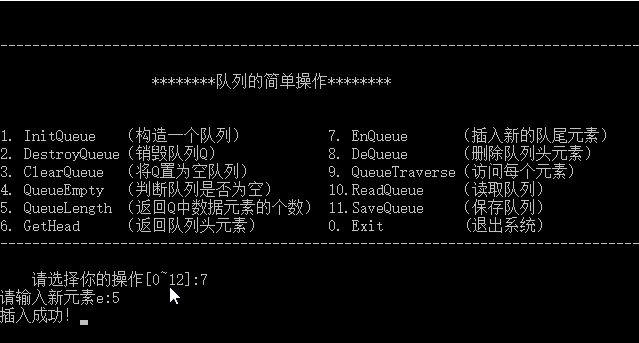 --------------------------------------------------------------------------------
********队列的简单操作********
1. InitQueue (构造一个队列) 7. EnQueue (插入新的队尾元素)
2. DestroyQueue(销毁队列Q) 8. DeQueue (删除队列头元素)
3. ClearQueue (将Q置为空队列) 9. QueueTraverse(访问每个元素)
4. QueueEmpty (判断队列是否为空) 10.ReadQueue (读取队列)
5. QueueLength (返回Q中数据元素的个数) 11.SaveQueue (保存队列)
6. GetHead (返回队列头元素) 0. Exit (退出系统)
--------------------------------------------------------------------------------
请选择你的操作[0~12]:7
请输入新元素e:5
插入成功!